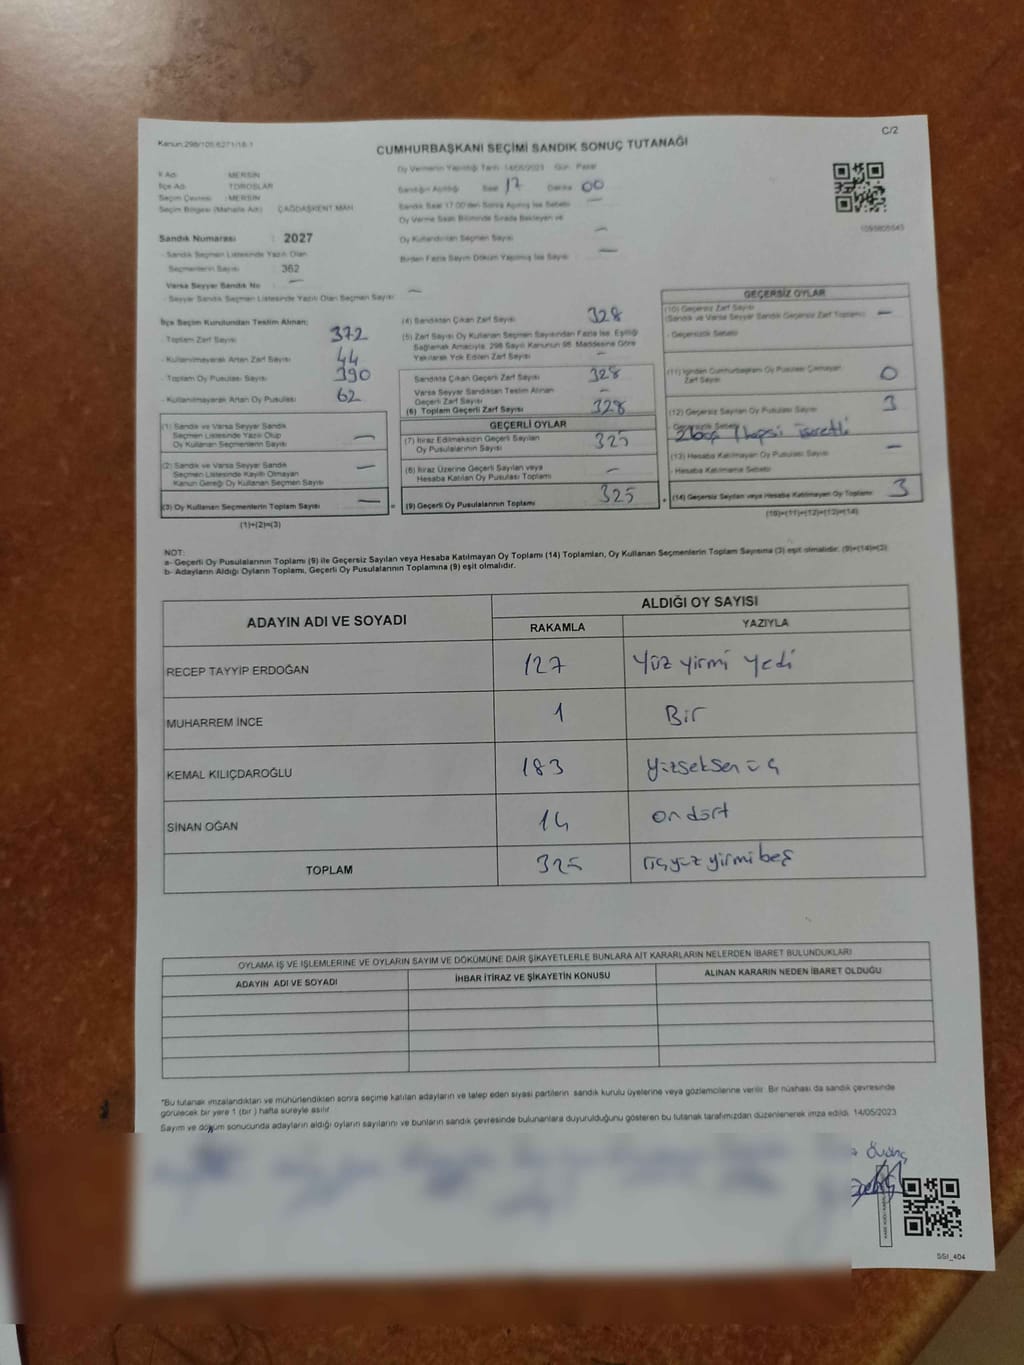 C/2
Kanun:298/105,6271/18-1
CUMHURBAŞKANI SEÇİMİ SANDIK SONUÇ TUTANAĞI
İl Adı: MERSİN
İlçe Adı TOROSLAR
Seçim Çevresi MERSİN
Seçim Bölgesi (Mahalle Adı) ÇAĞDAŞKENT MAH
Sandık Numarası : 2027
- Sandık Seçmen Listesinde Yazılı Olan
Seçmenlerin Sayısı 362
Varsa Seyyar Sandık No —
- Seyyar Sandık Seçmen Listesinde Yazılı Olan Seçmen Sayısı —
Oy Vermenin Yapıldığı Tarih 14/05/2023 Gün: Pazar
Sandığın Açıldığı Saat 17 Dakika 00
Sandık Saat 17:00'den Sonra Açılmış İse Sebebi —
Oy Verme Saati Bitiminde Sırada Bekleyen ve
Oy Kullandırılan Seçmen Sayısı —
Birden Fazla Sayım Döküm Yapılmış İse Sayısı —
İlçe Seçim Kurulundan Teslim Alınan:
- Toplam Zarf Sayısı 372
- Kullanılmayarak Artan Zarf Sayısı 44
- Toplam Oy Pusulası Sayısı 390
- Kullanılmayarak Artan Oy Pusulası 62
(1) Sandık ve Varsa Seyyar Sandık
Seçmen Listesinde Yazılı Olup
Oy Kullanan Seçmenlerin Sayısı —
(2) Sandık ve Varsa Seyyar Sandık
Seçmen Listesinde Kayıtlı Olmayan
Kanun Gereği Oy Kullanan Seçmen Sayısı —
(3) Oy Kullanan Seçmenlerin Toplam Sayısı —
(1)+(2)=(3)
(4) Sandıktan Çıkan Zarf Sayısı 328
(5) Zarf Sayısı Oy Kullanan Seçmen Sayısından Fazla İse, Eşitliği
Sağlamak Amacıyla, 298 Sayılı Kanunun 98. Maddesine Göre
Yakılarak Yok Edilen Zarf Sayısı —
Sandıkta Çıkan Geçerli Zarf Sayısı 328
Varsa Seyyar Sandıktan Teslim Alınan
Geçerli Zarf Sayısı —
(6) Toplam Geçerli Zarf Sayısı 328
GEÇERLİ OYLAR
(7) İtiraz Edilmeksizin Geçerli Sayılan
Oy Pusulalarının Sayısı 325
(8) İtiraz Üzerine Geçerli Sayılan veya
Hesaba Katılan Oy Pusulası Toplamı —
(9) Geçerli Oy Pusulalarının Toplamı 325
GEÇERSİZ OYLAR
(10) Geçersiz Zarf Sayısı
(Sandık ve Varsa Seyyar Sandık Geçersiz Zarf Toplamı) —
- Geçersizlik Sebebi
(11) İçinden Cumhurbaşkanı Oy Pusulası Çıkmayan
Zarf Sayısı 0
(12) Geçersiz Sayılan Oy Pusulası Sayısı 3
- Geçersizlik Sebebi 2 boş 1 hepsi işaretli
(13) Hesaba Katılmayan Oy Pusulası Sayısı —
- Hesaba Katılmama Sebebi
(14) Geçersiz Sayılan veya Hesaba Katılmayan Oy Toplamı 3
(10)+(11)+(12)+(13)=(14)
NOT:
a- Geçerli Oy Pusulalarının Toplamı (9) ile Geçersiz Sayılan veya Hesaba Katılmayan Oy Toplamı (14) Toplamları, Oy Kullanan Seçmenlerin Toplam Sayısına (3) eşit olmalıdır. (9)+(14)=(3)
b- Adayların Aldığı Oyların Toplamı, Geçerli Oy Pusulalarının Toplamına (9) eşit olmalıdır.
ADAYIN ADI VE SOYADI
ALDIĞI OY SAYISI
RAKAMLA YAZIYLA
RECEP TAYYİP ERDOĞAN 127 Yüz yirmi yedi
MUHARREM İNCE 1 Bir
KEMAL KILIÇDAROĞLU 183 Yüzseksen üç
SİNAN OĞAN 14 on dört
TOPLAM 325 üçyüz yirmi beş
OYLAMA İŞ VE İŞLEMLERİNE VE OYLARIN SAYIM VE DÖKÜMÜNE DAİR ŞİKAYETLERLE BUNLARA AİT KARARLARIN NELERDEN İBARET BULUNDUKLARI
ADAYIN ADI VE SOYADI İHBAR İTİRAZ VE ŞİKAYETİN KONUSU ALINAN KARARIN NEDEN İBARET OLDUĞU
*Bu tutanak imzalandıktan ve mühürlendikten sonra seçime katılan adayların ve talep eden siyasi partilerin sandık kurulu üyelerine veya gözlemcilerine verilir. Bir nüshası da sandık çevresinde
görülecek bir yere 1 (bir) hafta süreyle asılır.
Sayım ve döküm sonucunda adayların aldığı oyların sayılarını ve bunların sandık çevresinde bulunanlara duyurulduğunu gösteren bu tutanak tarafımızdan düzenlenerek imza edildi. 14/05/2023
SSI_404